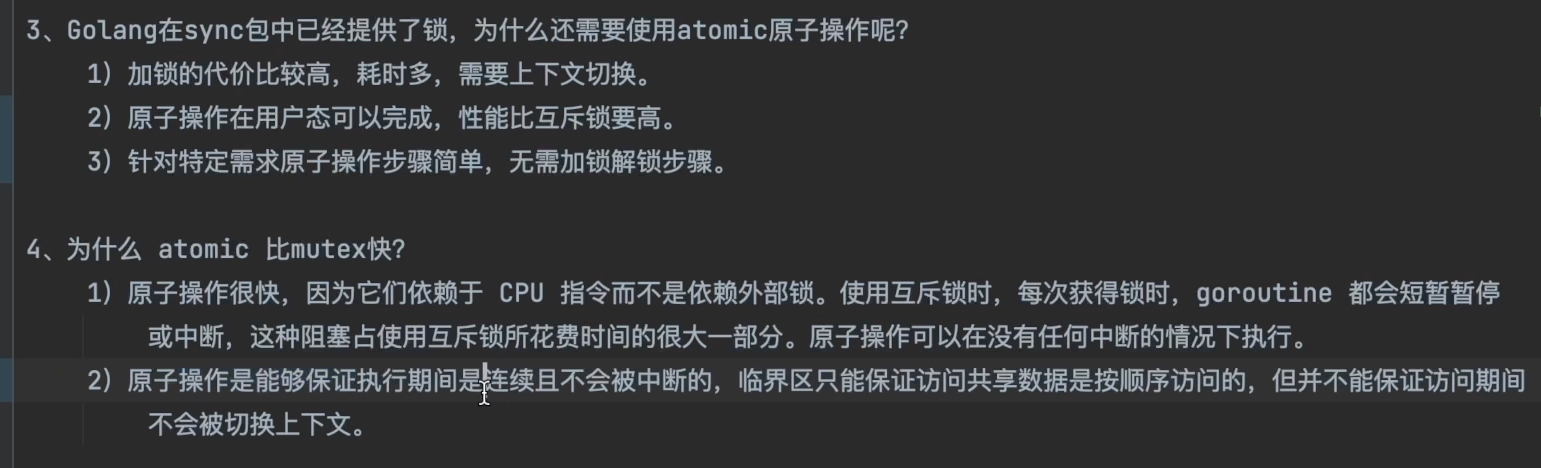 3、Golang在sync包中已经提供了锁，为什么还需要使用atomic原子操作呢?
1）加锁的代价比较高，耗时多，需要上下文切换。
2）原子操作在用户态可以完成，性能比互斥锁要高。
3）针对特定需求原子操作步骤简单，无需加锁解锁步骤。
4、为什么 atomic 比mutex快?
1）原子操作很快，因为它们依赖于 CPU 指令而不是依赖外部锁。使用互斥锁时，每次获得锁时，goroutine 都会短暂暂停
或中断，这种阻塞占使用互斥锁所花费时间的很大一部分。原子操作可以在没有任何中断的情况下执行。
2）原子操作是能够保证执行期间是连续且不会被中断的，临界区只能保证访问共享数据是按顺序访问的，但并不能保证访问期间
不会被切换上下文。